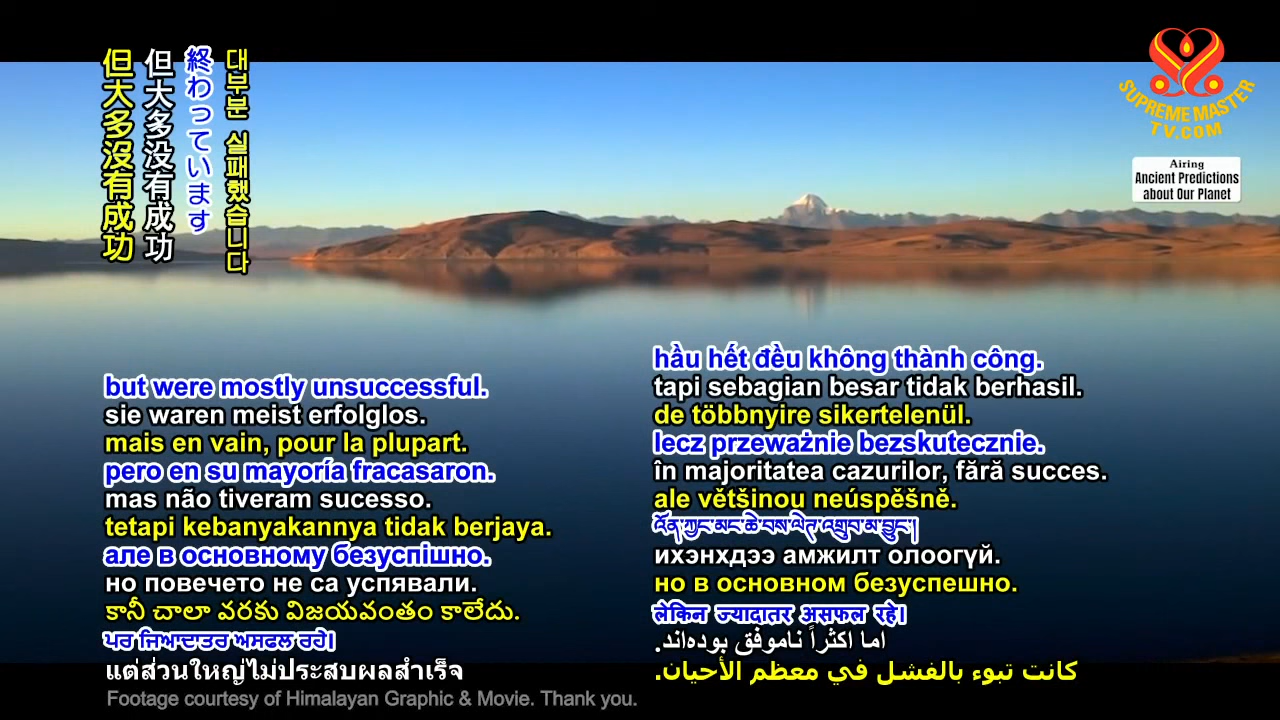 但大多沒有成功
但大多没有成功
終わっています
대부분 실패했습니다
SUPREME MASTER
TV.COM
Airing
Ancient Predictions
about Our Planet
but were mostly unsuccessful.
sie waren meist erfolglos.
mais en vain, pour la plupart.
pero en su mayoría fracasaron.
mas não tiveram sucesso.
tetapi kebanyakannya tidak berjaya.
але в основному безуспішно.
но повечето не са успявали.
కానీ చాలా వరకు విజయవంతం కాలేదు.
ਪਰ ਜਿਆਦਾਤਰ ਅਸਫਲ ਰਹੇ।
แต่ส่วนใหญ่ไม่ประสบผลสำเร็จ
hầu hết đều không thành công.
tapi sebagian besar tidak berhasil.
de többnyire sikertelenül.
lecz przeważnie bezskutecznie.
în majoritatea cazurilor, fără succes.
ale většinou neúspěšně.
འོན་ཀྱང་མང་ཆེ་བས་ལེཊ་འགྲུབ་མ་བྱུང་།
ихэнхдээ амжилт олоогүй.
но в основном безуспешно.
लेकिन ज्यादातर असफल रहे।
اما اکثراً ناموفق بوده‌اند.
كانت تبوء بالفشل في معظم الأحيان.
Footage courtesy of Himalayan Graphic & Movie. Thank you.